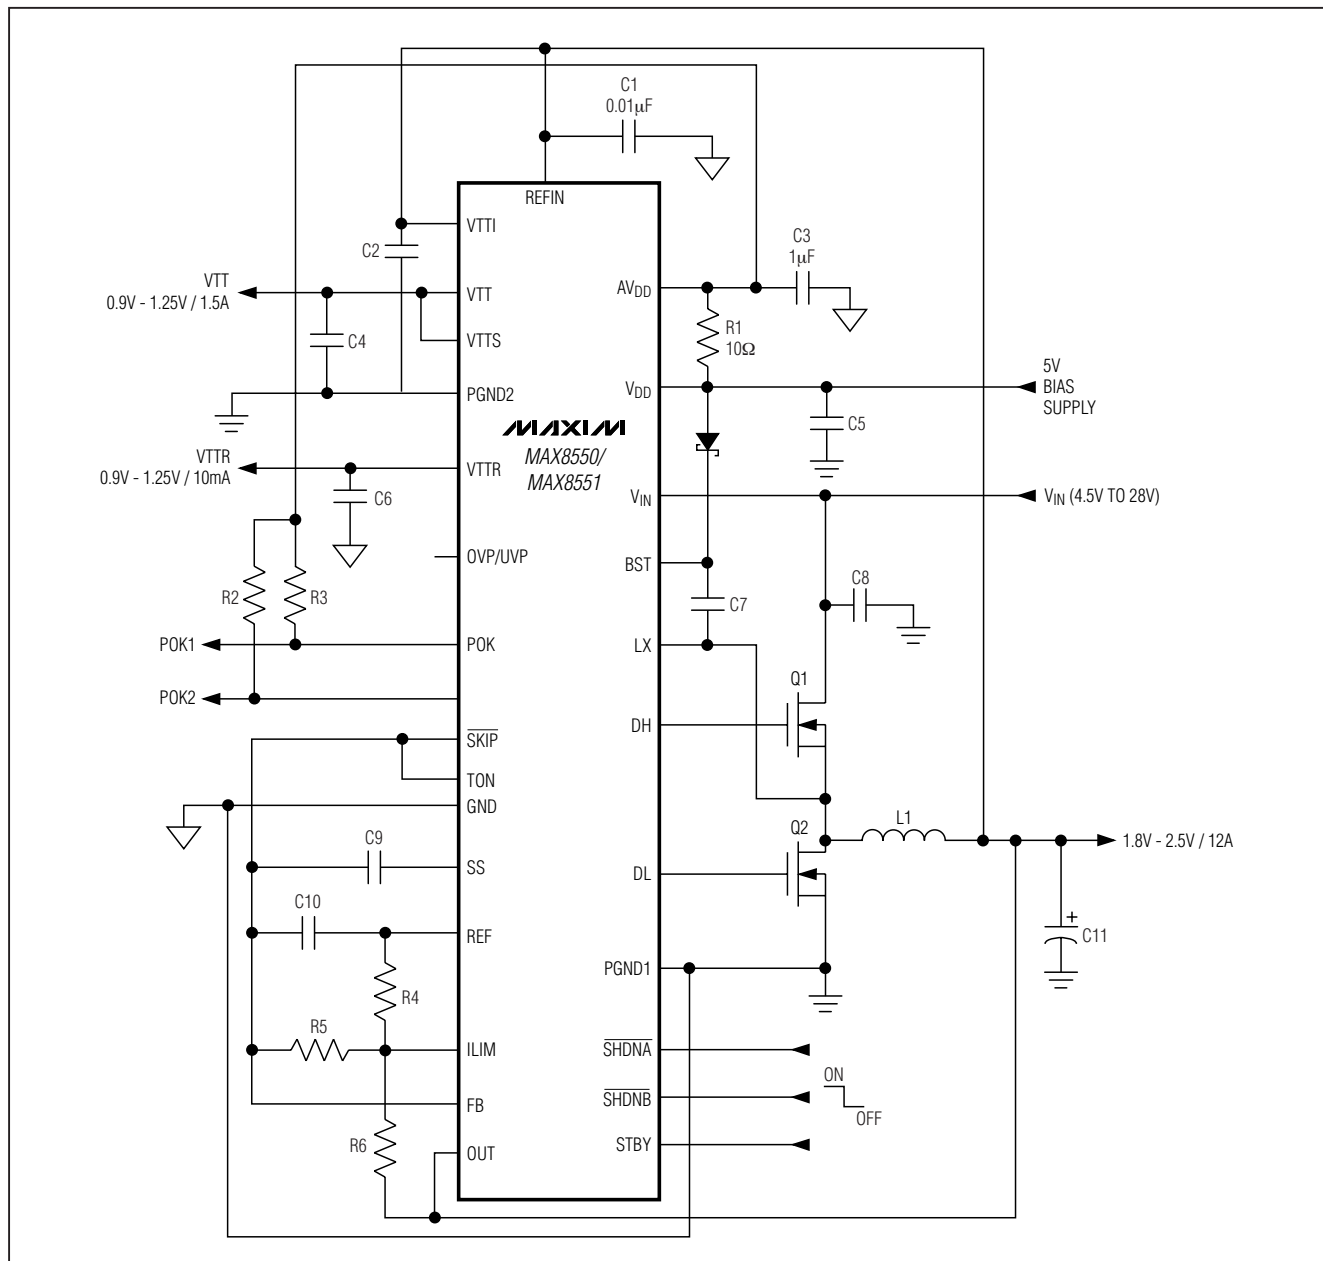 C1
0.01µF
REFIN
VTTI
C2
C3
1µF
VTT
0.9V - 1.25V / 1.5A
VTT
AVDD
C4
VTTS
R1
10Ω
5V
BIAS
SUPPLY
VDD
PGND2
C5
MAXIM
MAX8550/
MAX8551
VTTR
0.9V - 1.25V / 10mA
VTTR
C6
VIN
VIN (4.5V TO 28V)
OVP/UVP
BST
C8
R2
R3
C7
POK1
POK
LX
Q1
POK2
DH
SKIP
TON
GND
L1
Q2
1.8V - 2.5V / 12A
C9
SS
DL
C10
REF
C11
+
PGND1
R4
R5
ILIM
SHDNA
ON
OFF
SHDNB
FB
R6
OUT
STBY